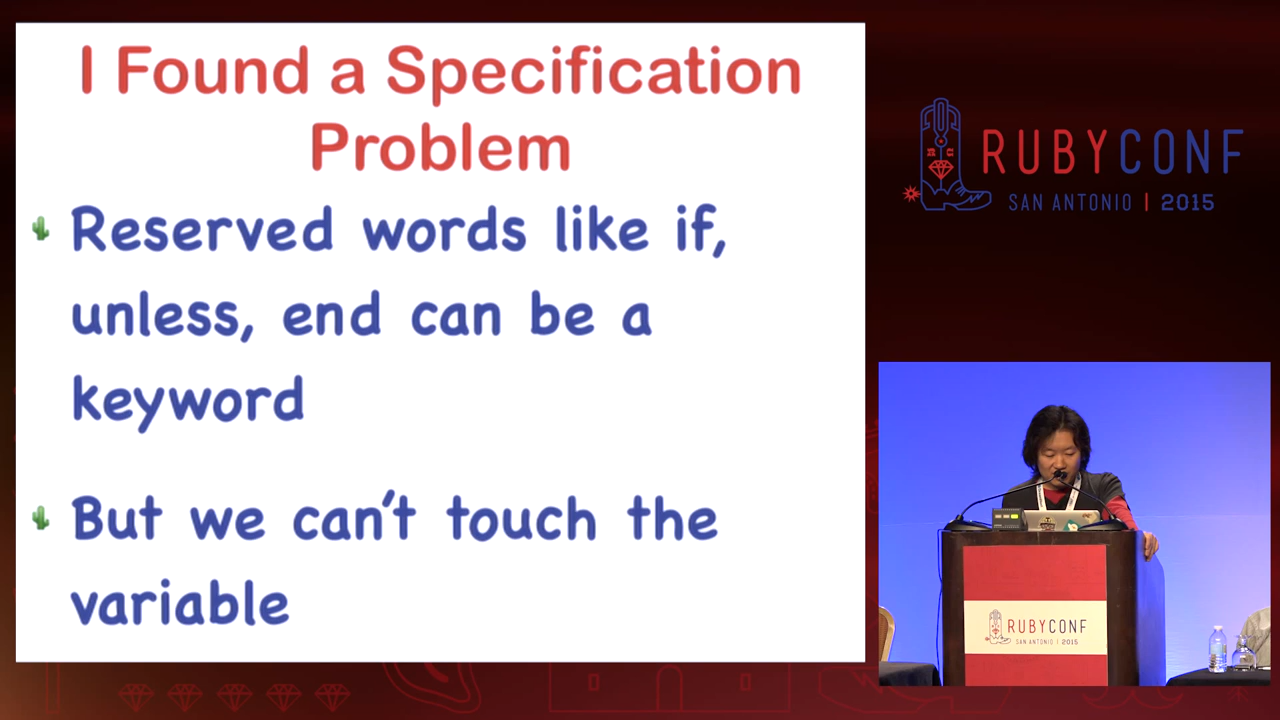 I Found a Specification
Problem
Reserved words like if,
unless, end can be a
keyword
But we can't touch the
variable
RUBYCONF
SAN ANTONIO | 2015
RUBYCONF
SAN ANTONIO | 2015